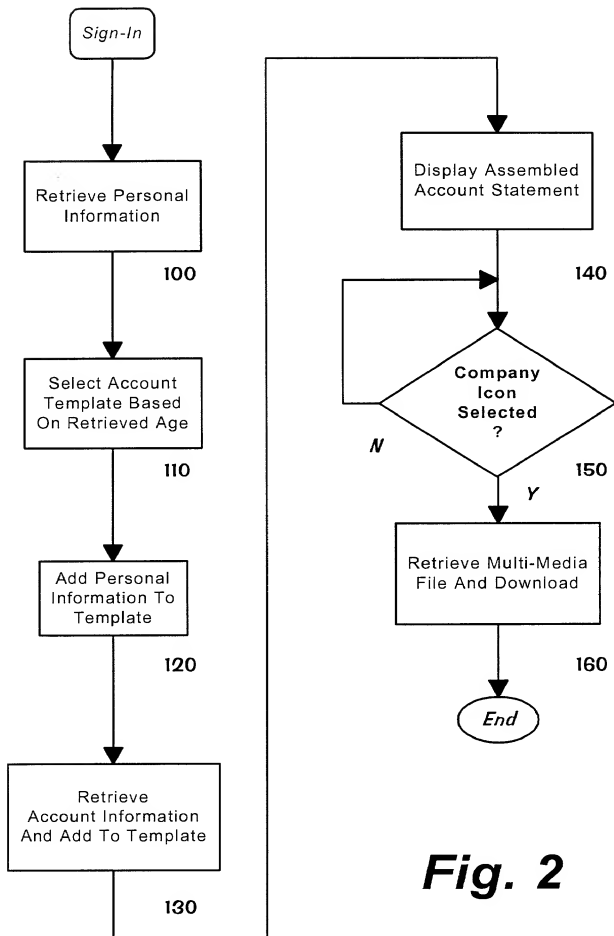 Sign-In
Retrieve Personal
Information
100
Select Account
Template Based
On Retrieved Age
110
Add Personal
Information To
Template
120
Retrieve
Account Information
And Add To Template
130
Display Assembled
Account Statement
140
Company
Icon
Selected
?
N
150
Y
Retrieve Multi-Media
File And Download
160
End
Fig. 2